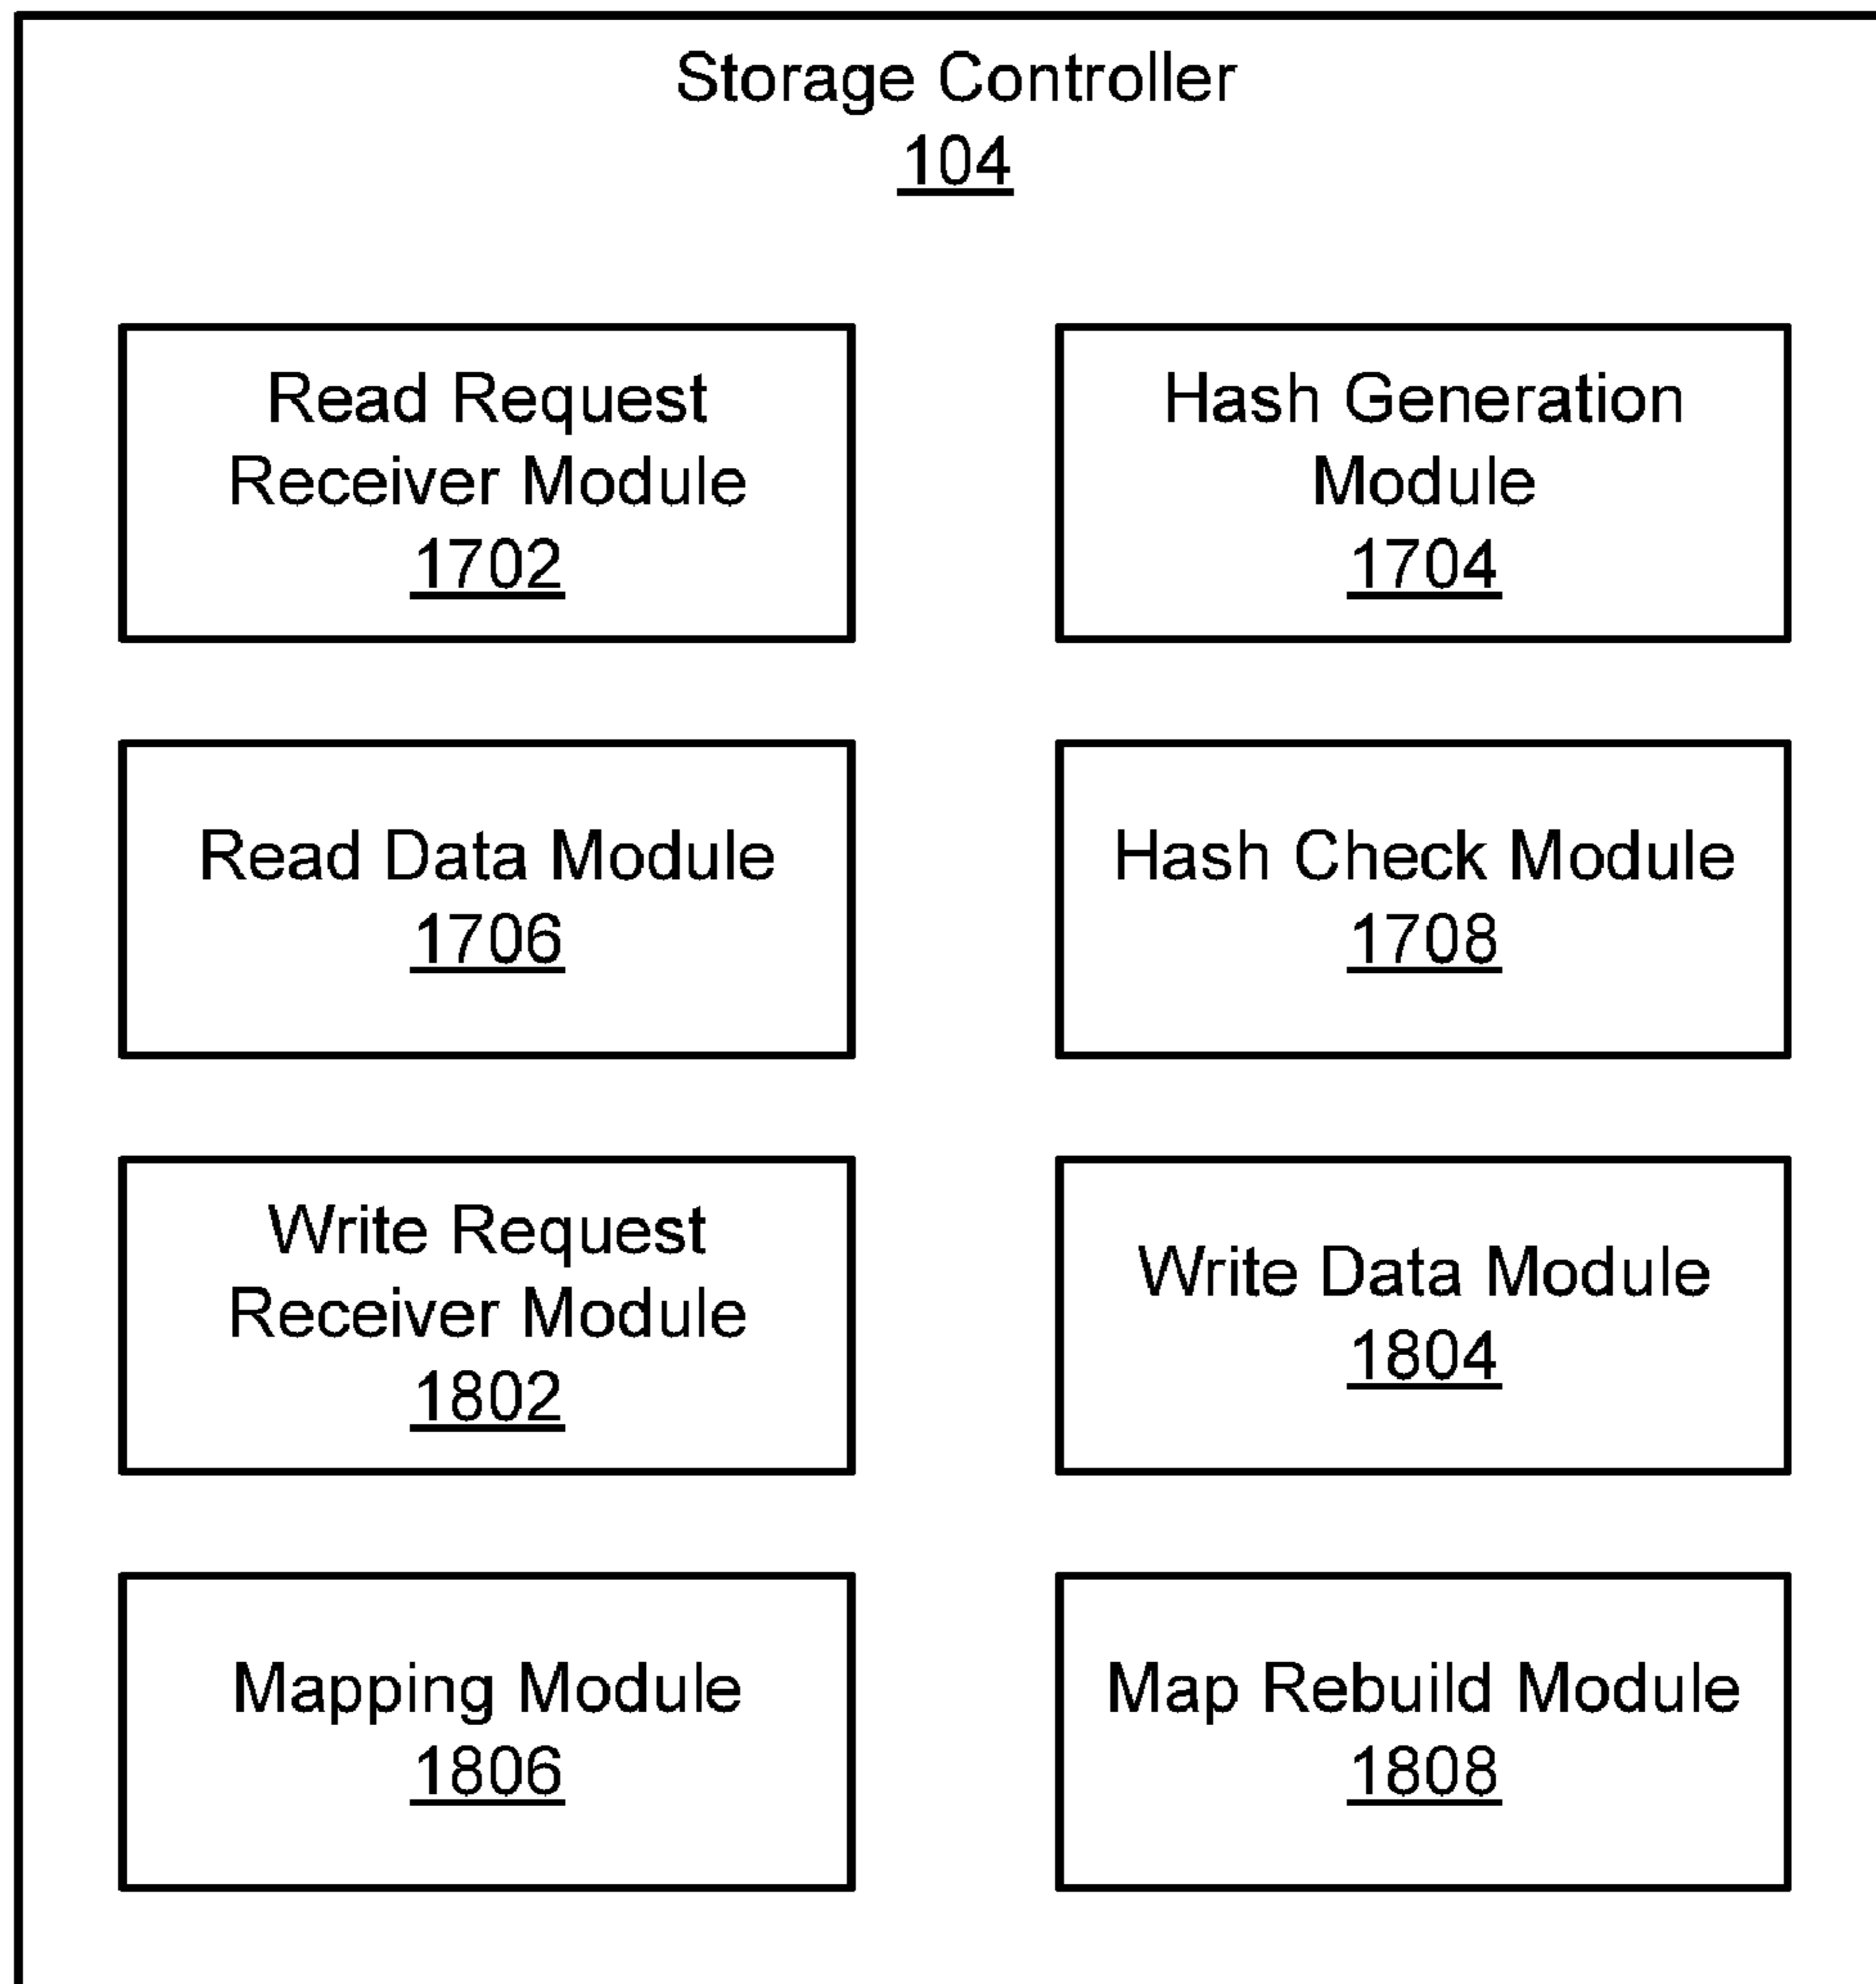 Storage Controller
104
Read Request
Receiver Module
1702
Hash Generation
Module
1704
Read Data Module
1706
Hash Check Module
1708
Write Request
Receiver Module
1802
Write Data Module
1804
Mapping Module
1806
Map Rebuild Module
1808